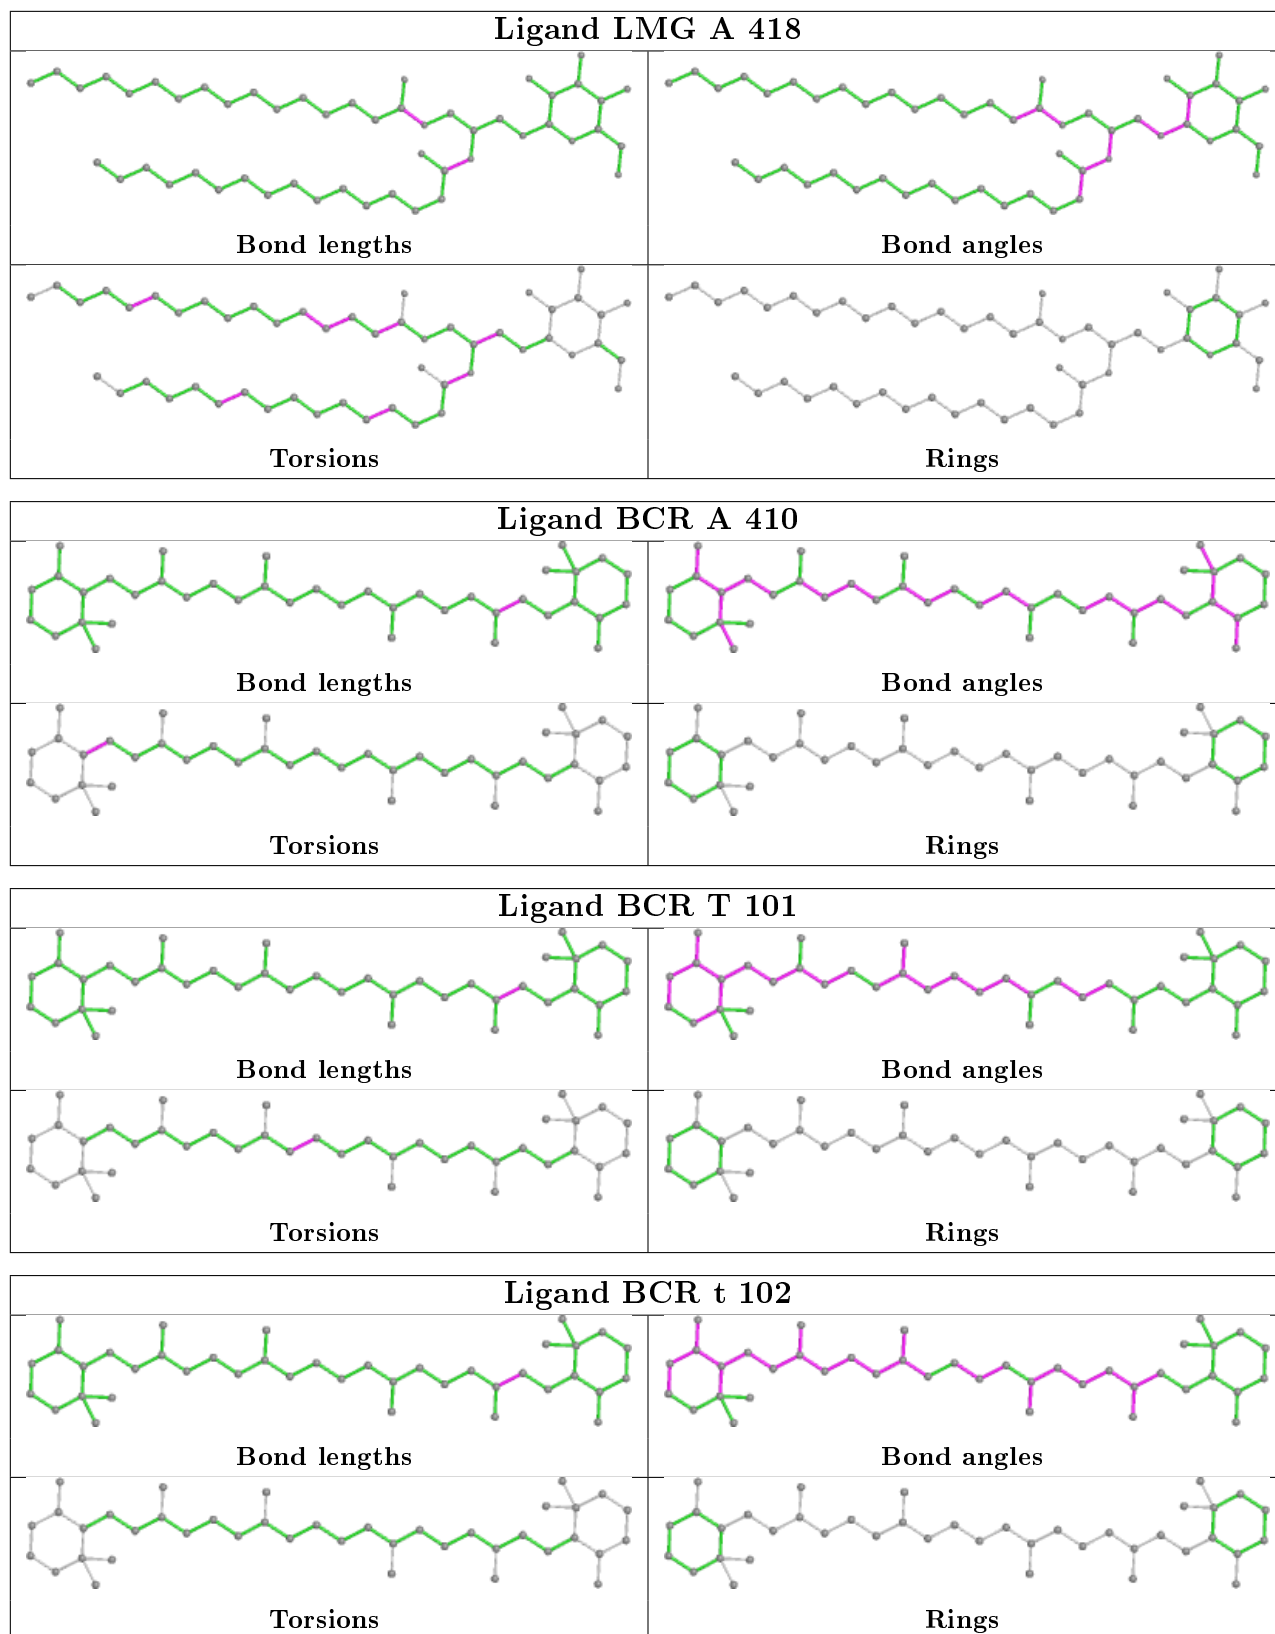 Ligand LMG A 418
Bond lengths
Bond angles
Torsions
Rings
Ligand BCR A 410
Bond lengths
Bond angles
Torsions
Rings
Ligand BCR T 101
Bond lengths
Bond angles
Torsions
Rings
Ligand BCR t 102
Bond lengths
Bond angles
Torsions
Rings